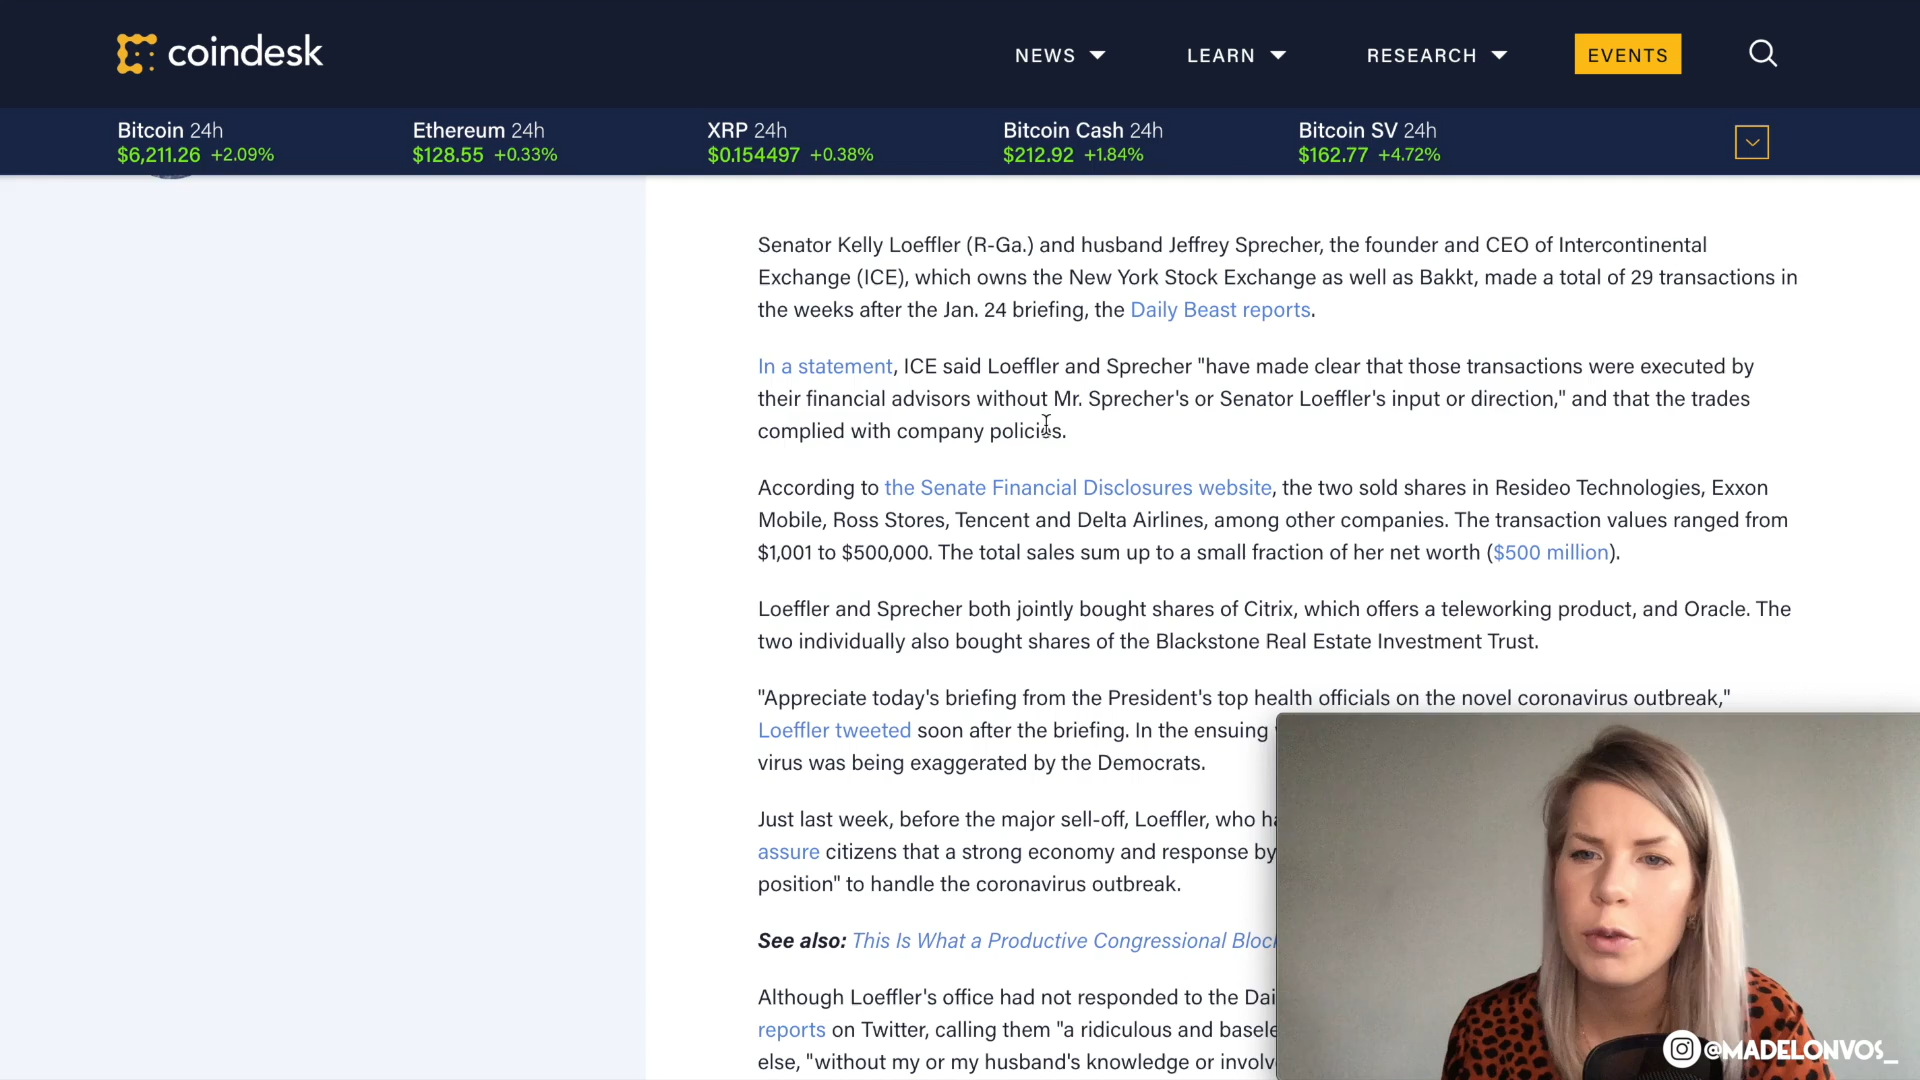 coindesk
NEWS
LEARN
RESEARCH
EVENTS
Bitcoin 24h
$6,211.26 +2.09%
Ethereum 24h
$128.55 +0.33%
XRP 24h
$0.154497 +0.38%
Bitcoin Cash 24h
$212.92 +1.84%
Bitcoin SV 24h
$162.77 +4.72%
Senator Kelly Loeffler (R-Ga.) and husband Jeffrey Sprecher, the founder and CEO of Intercontinental
Exchange (ICE), which owns the New York Stock Exchange as well as Bakkt, made a total of 29 transactions in
the weeks after the Jan. 24 briefing, the Daily Beast reports.
In a statement, ICE said Loeffler and Sprecher "have made clear that those transactions were executed by
their financial advisors without Mr. Sprecher's or Senator Loeffler's input or direction," and that the trades
complied with company policies.
According to the Senate Financial Disclosures website, the two sold shares in Resideo Technologies, Exxon
Mobile, Ross Stores, Tencent and Delta Airlines, among other companies. The transaction values ranged from
$1,001 to $500,000. The total sales sum up to a small fraction of her net worth ($500 million).
Loeffler and Sprecher both jointly bought shares of Citrix, which offers a teleworking product, and Oracle. The
two individually also bought shares of the Blackstone Real Estate Investment Trust.
"Appreciate today's briefing from the President's top health officials on the novel coronavirus outbreak,"
Loeffler tweeted soon after the briefing. In the ensuing
virus was being exaggerated by the Democrats.
Just last week, before the major sell-off, Loeffler, who
assure citizens that a strong economy and response by
position" to handle the coronavirus outbreak.
See also: This Is What a Productive Congressional
Although Loeffler's office had not responded to the
reports on Twitter, calling them "a ridiculous and
else, "without my or my husband's knowledge or
@MADELONVOS_